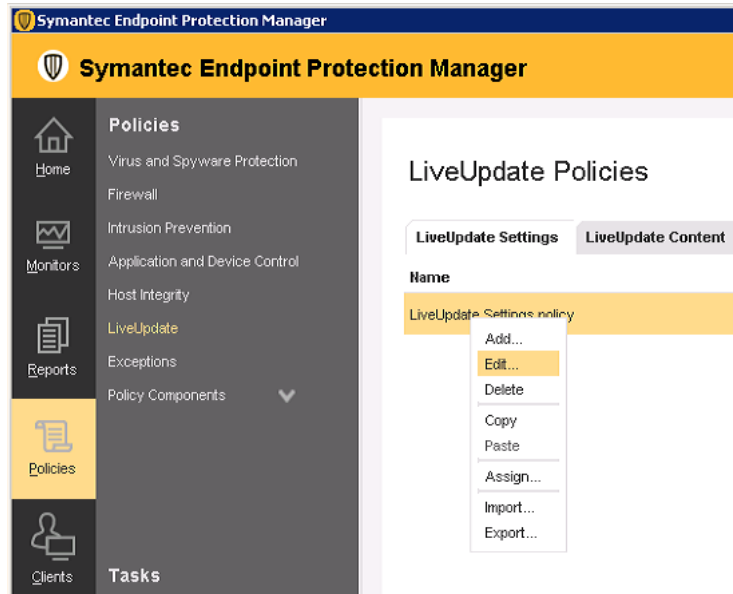 Symantec Endpoint Protection Manager
Symantec Endpoint Protection Manager
Home
Monitors
Reports
Policies
Clients
Policies
Virus and Spyware Protection
Firewall
Intrusion Prevention
Application and Device Control
Host Integrity
LiveUpdate
Exceptions
Policy Components
Tasks
LiveUpdate Policies
LiveUpdate Settings LiveUpdate Content
Name
LiveUpdate Settings policy
Add...
Edit...
Delete
Copy
Paste
Assign...
Import...
Export...